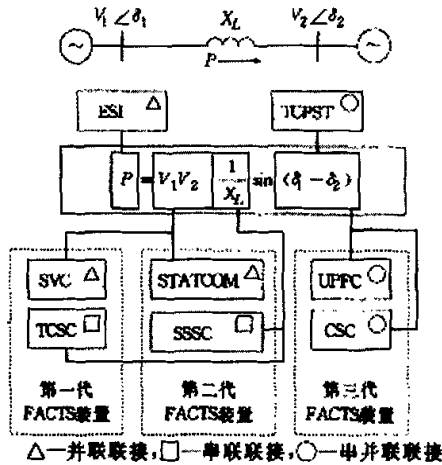 V₁∠δ₁ X_L V₂∠δ₂
~ P → ~
ESI △ TCPST ○
P = V₁V₂ 1/X_L sin (δ₁ − δ₂)
SVC △ STATCOM △ UPFC ○
TCSC □ SSSC □ CSC ○
第一代 第二代 第三代
FACTS装置 FACTS装置 FACTS装置
△—并联联接,□—串联联接,○—串并联联接